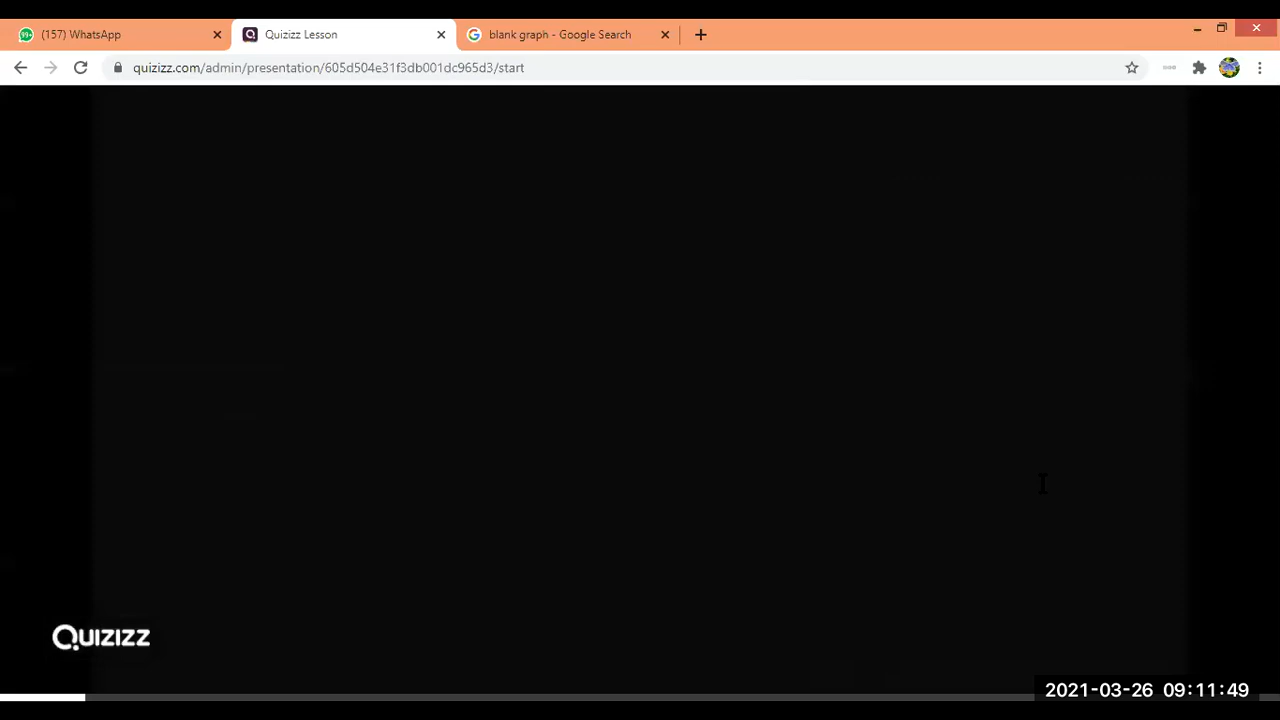 (157) WhatsApp
Quizizz Lesson
blank graph - Google Search
quizizz.com/admin/presentation/605d504e31f3db001dc965d3/start
Quizizz
2021-03-26 09:11:49